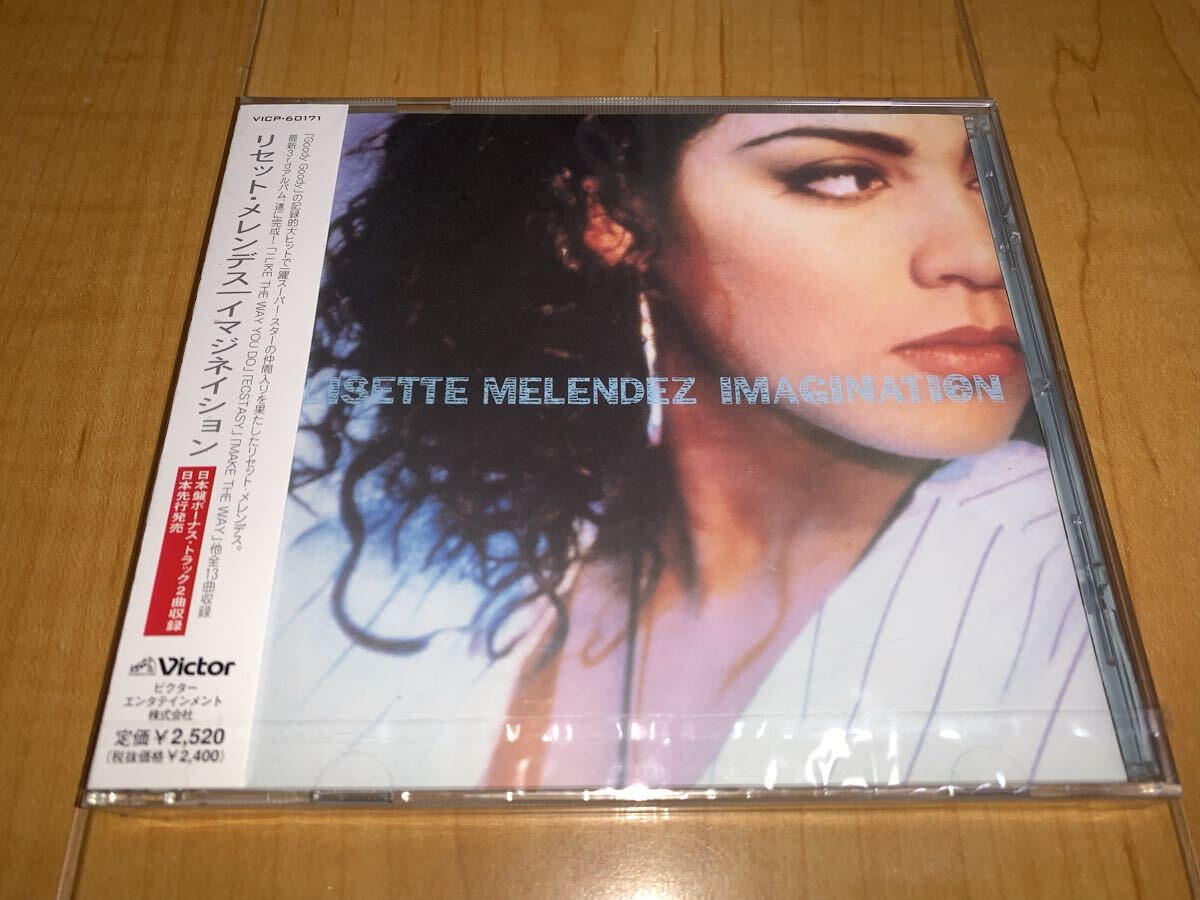 VICP-60171
「Goody Goody」の記録的大ヒットで一躍スーパー・スターの仲間入りを果たしたリセット・メレンデス。
最新3rdアルバム、遂に完成！「I LIKE THE WAY YOU DO」「ECSTASY」「MAKE THE WAY」他全13曲収録
リセット・メレンデス｜イマジネイション
日本盤ボーナス・トラック2曲収録
日本先行発売
Victor
ビクター
エンタテインメント
株式会社
定価￥2,520
(税抜価格￥2,400)
LISETTE MELENDEZ IMAGINATION